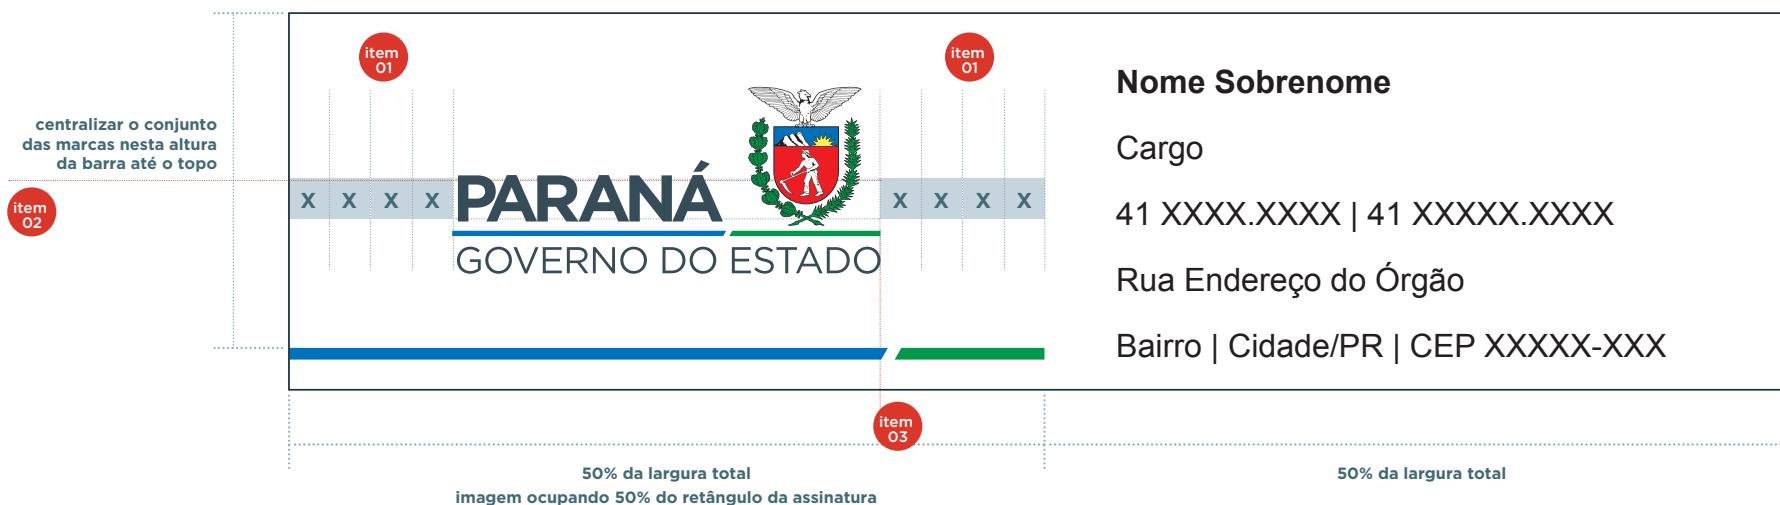 item
01
item
01
centralizar o conjunto
das marcas nesta altura
da barra até o topo
item
02
x x x x
PARANÁ
GOVERNO DO ESTADO
x x x x
Nome Sobrenome
Cargo
41 XXXX.XXXX | 41 XXXXX.XXXX
Rua Endereço do Órgão
Bairro | Cidade/PR | CEP XXXXX-XXX
item
03
50% da largura total
imagem ocupando 50% do retângulo da assinatura
50% da largura total